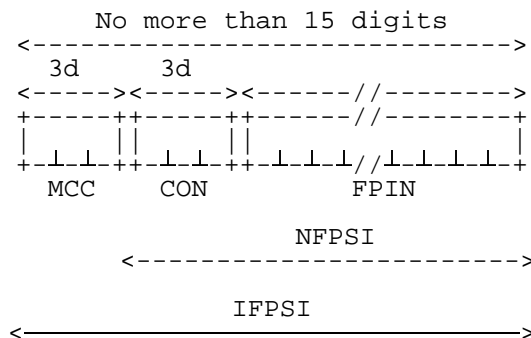 No more than 15 digits
3d 3d
MCC CON FPIN
NFPSI
IFPSI